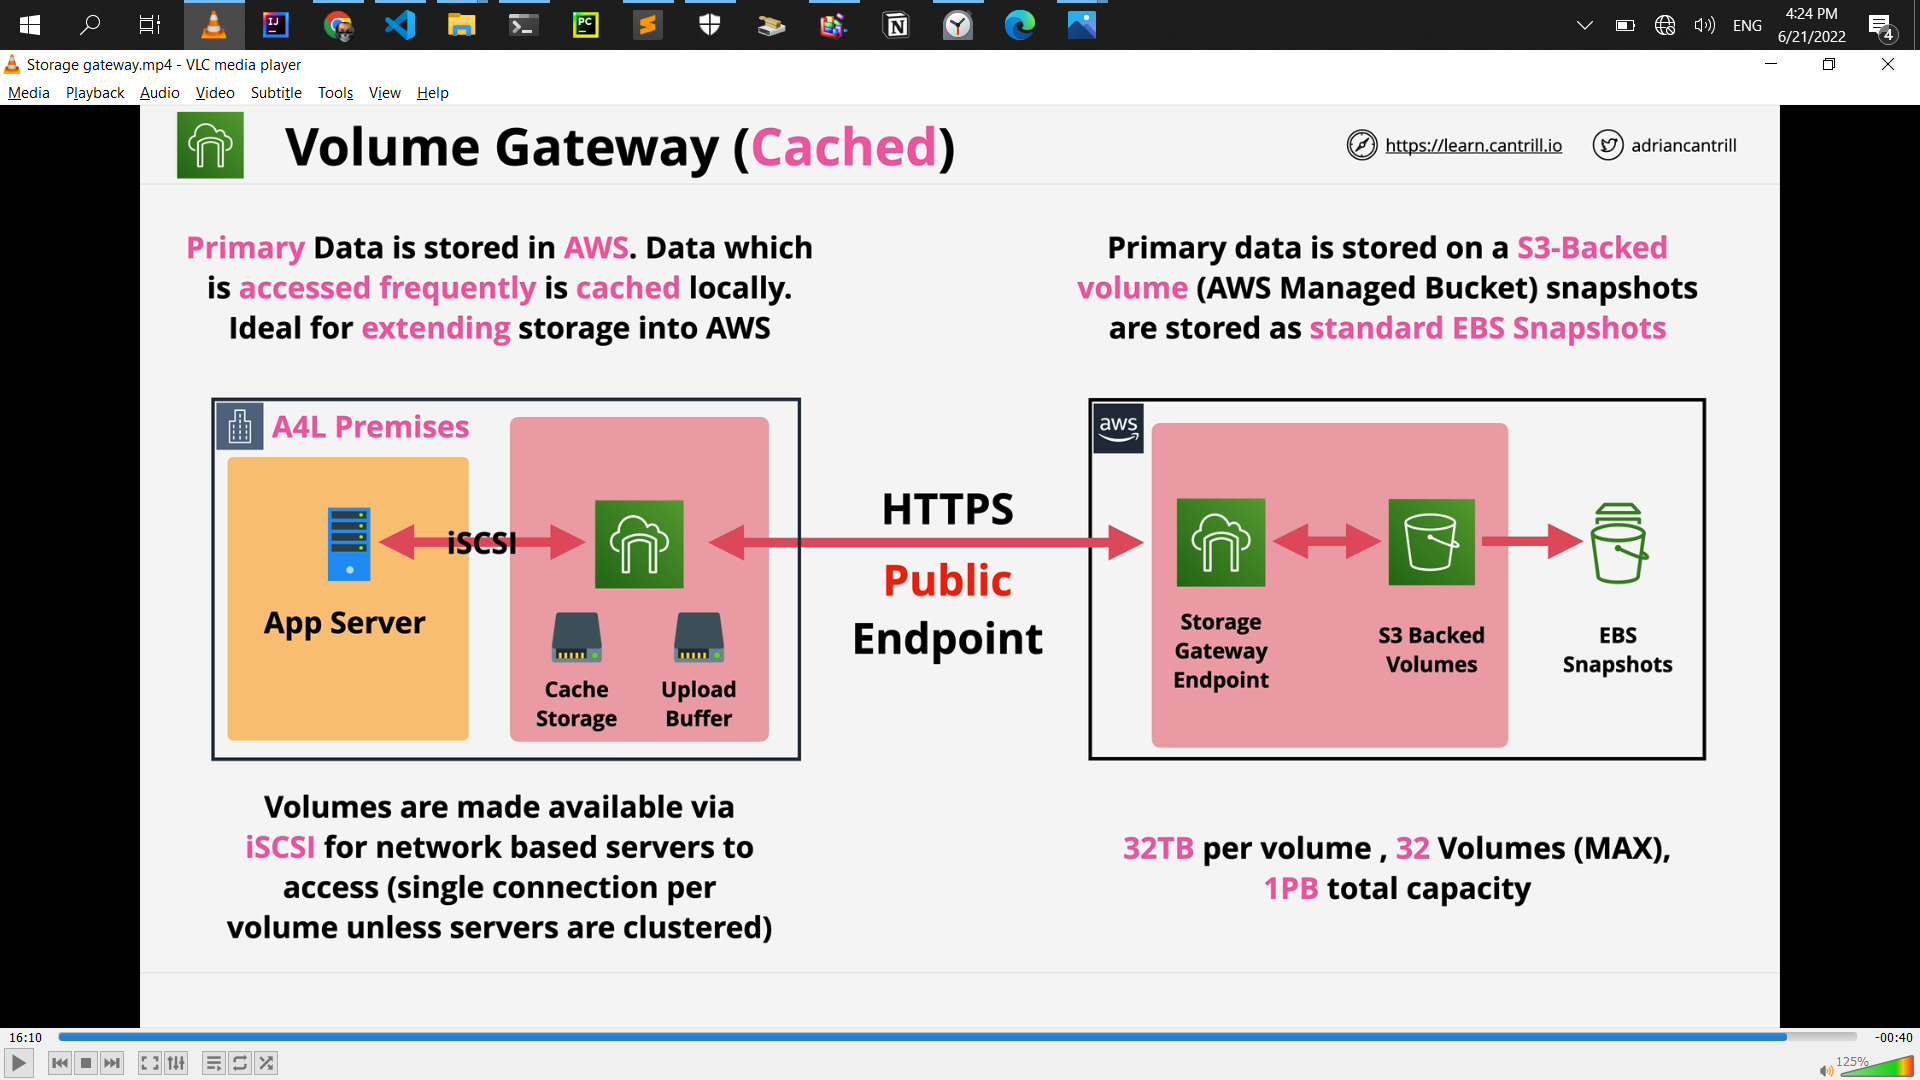 4:24 PM
ENG
6/21/2022
4
Storage gateway.mp4 - VLC media player
Media Playback Audio Video Subtitle Tools View Help
Volume Gateway (Cached)
https://learn.cantrill.io
adriancantrill
Primary Data is stored in AWS. Data which
is accessed frequently is cached locally.
Ideal for extending storage into AWS
Primary data is stored on a S3-Backed
volume (AWS Managed Bucket) snapshots
are stored as standard EBS Snapshots
A4L Premises
iSCSI
App Server
Cache
Storage
Upload
Buffer
HTTPS
Public
Endpoint
aws
Storage
Gateway
Endpoint
S3 Backed
Volumes
EBS
Snapshots
Volumes are made available via
iSCSI for network based servers to
access (single connection per
volume unless servers are clustered)
32TB per volume , 32 Volumes (MAX),
1PB total capacity
16:10
-00:40
125%
IJ
PC